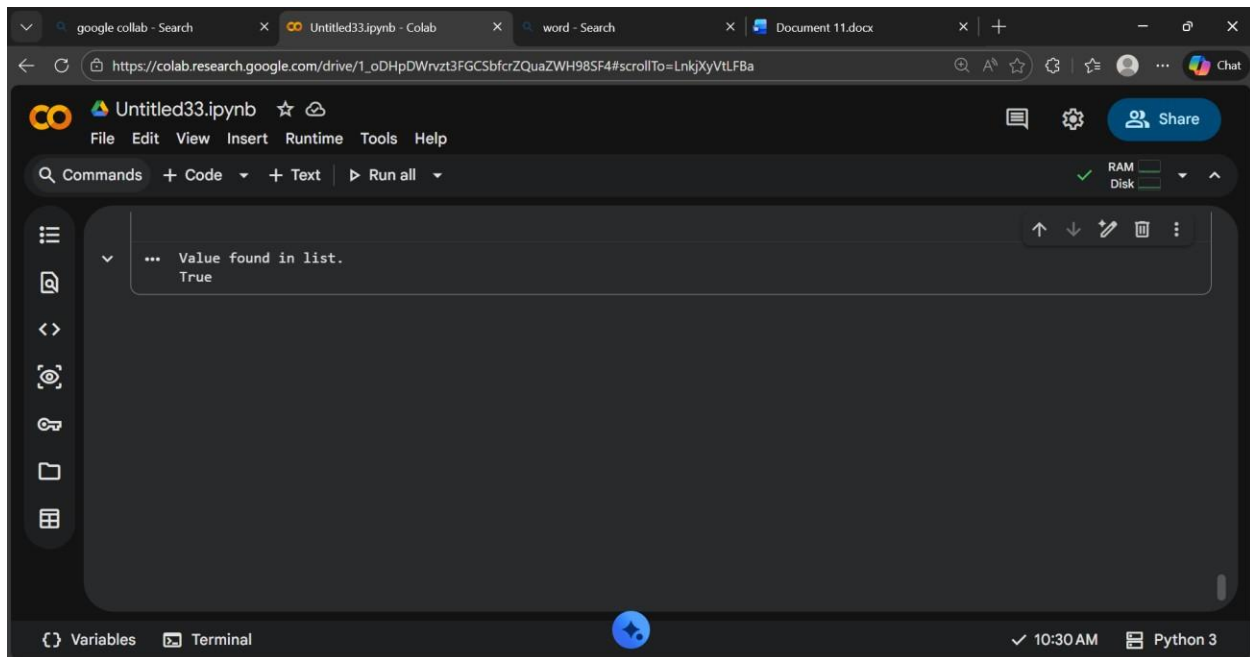 google collab - Search
Untitled33.ipynb - Colab
word - Search
Document 11.docx
https://colab.research.google.com/drive/1_oDHpDWrvzt3FGCSbfcrZQuaZWH98SF4#scrollTo=LnkjXyVtLFBa
Chat
Untitled33.ipynb
File Edit View Insert Runtime Tools Help
Share
Commands + Code + Text Run all
RAM
Disk
Value found in list.
True
{} Variables Terminal
10:30 AM Python 3